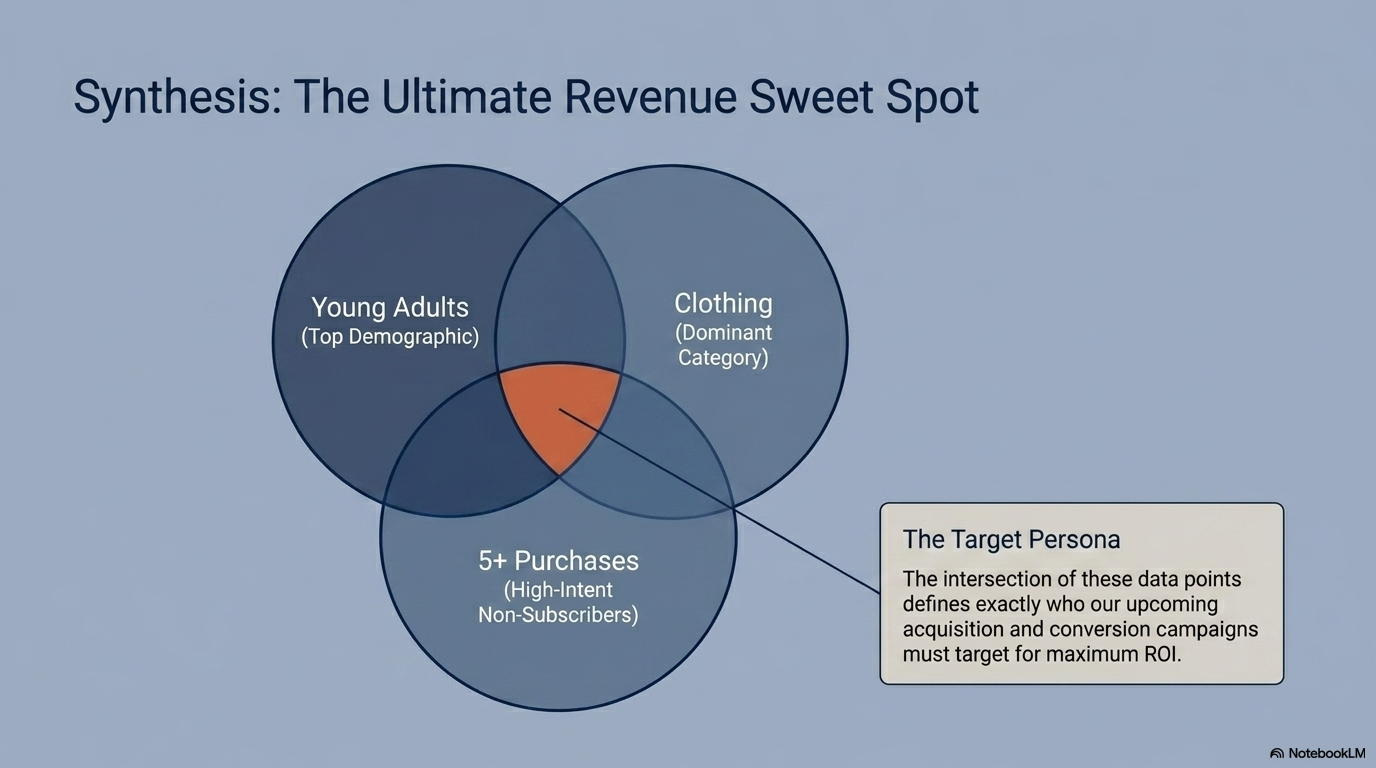 Synthesis: The Ultimate Revenue Sweet Spot
Young Adults
(Top Demographic)
Clothing
(Dominant
Category)
5+ Purchases
(High-Intent
Non-Subscribers)
The Target Persona
The intersection of these data points
defines exactly who our upcoming
acquisition and conversion campaigns
must target for maximum ROI.
NotebookLM